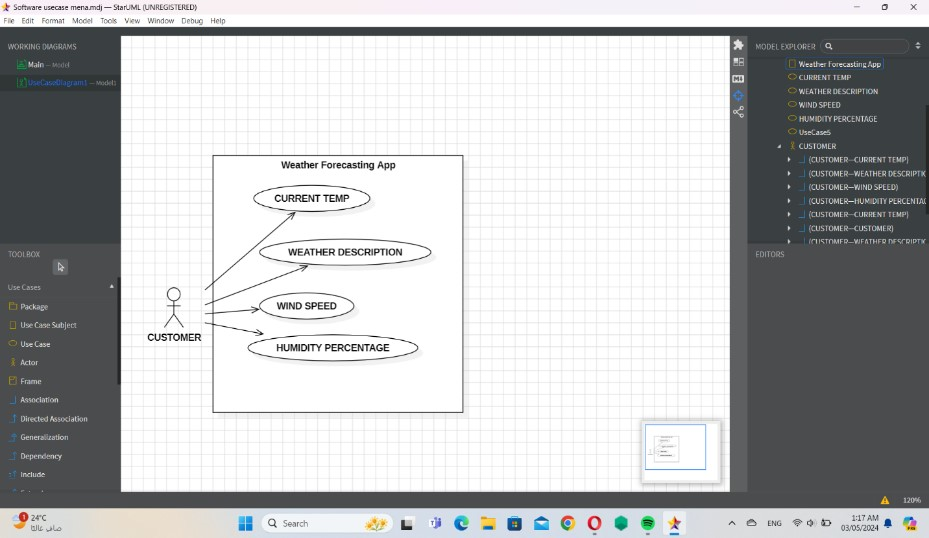 Software usecase mena.mdj — StarUML (UNREGISTERED)
File Edit Format Model Tools View Window Debug Help
WORKING DIAGRAMS
Main — Model
UseCaseDiagram1 — Model1
TOOLBOX
Use Cases
Package
Use Case Subject
Use Case
Actor
Frame
Association
Directed Association
Generalization
Dependency
Include
Weather Forecasting App
CURRENT TEMP
WEATHER DESCRIPTION
WIND SPEED
HUMIDITY PERCENTAGE
CUSTOMER
MODEL EXPLORER
Weather Forecasting App
CURRENT TEMP
WEATHER DESCRIPTION
WIND SPEED
HUMIDITY PERCENTAGE
UseCase5
CUSTOMER
(CUSTOMER—CURRENT TEMP)
(CUSTOMER—WEATHER DESCRIPTIO
(CUSTOMER—WIND SPEED)
(CUSTOMER—HUMIDITY PERCENTAG
(CUSTOMER—CURRENT TEMP)
(CUSTOMER—CUSTOMER)
(CUSTOMER—WEATHER DESCRIPTIO
EDITORS
120%
1
24°C
صافٍ غالبًا
Search
ENG
1:17 AM
03/05/2024